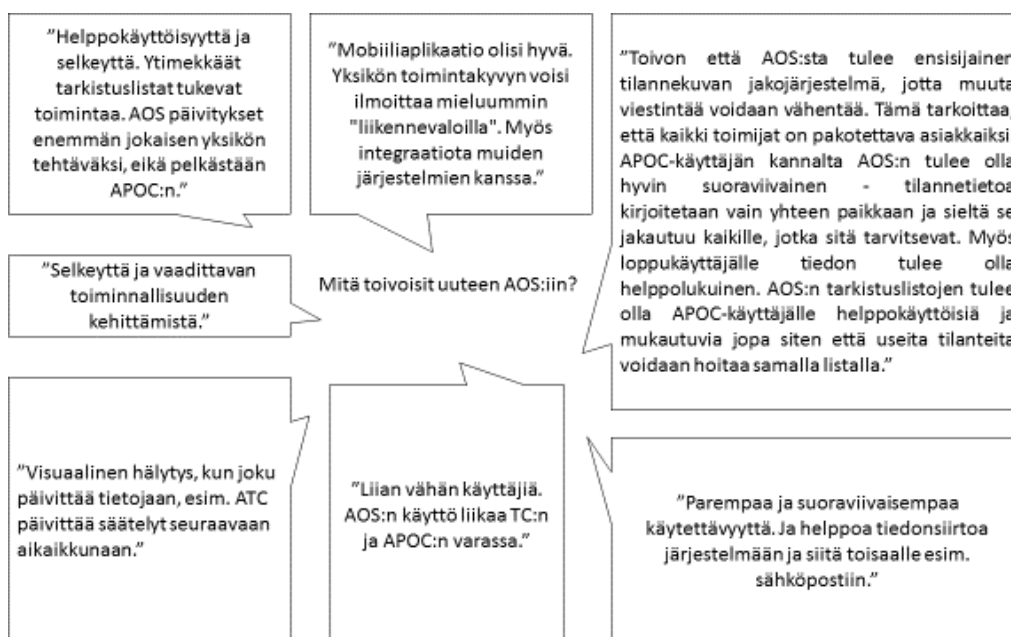 ”Helppokäyttöisyyttä ja
selkeyttä. Ytimekkäät
tarkistuslistat tukevat
toimintaa. AOS päivitykset
enemmän jokaisen yksikön
tehtäväksi, eikä pelkästään
APOC:n.”
”Mobiiliaplikaatio olisi hyvä.
Yksikön toimintakyvyn voisi
ilmoittaa mieluummin
"liikennevaloilla". Myös
integraatiota muiden
järjestelmien kanssa.”
”Toivon että AOS:sta tulee ensisijainen
tilannekuvan jakojärjestelmä, jotta muuta
viestintää voidaan vähentää. Tämä tarkoittaa,
että kaikki toimijat on pakotettava asiakkaiksi.
APOC-käyttäjän kannalta AOS:n tulee olla
hyvin suoraviivainen - tilannetietoa
kirjoitetaan vain yhteen paikkaan ja sieltä se
jakautuu kaikille, jotka sitä tarvitsevat. Myös
loppukäyttäjälle tiedon tulee olla
helppolukuinen. AOS:n tarkistuslistojen tulee
olla APOC-käyttäjälle helppokäyttöisiä ja
mukautuvia jopa siten että useita tilanteita
voidaan hoitaa samalla listalla.”
”Selkeyttä ja vaadittavan
toiminnallisuuden
kehittämistä.”
Mitä toivoisit uuteen AOS:iin?
”Visuaalinen hälytys, kun joku
päivittää tietojaan, esim. ATC
päivittää säätelyt seuraavaan
aikaikkunaan.”
”Liian vähän käyttäjiä.
AOS:n käyttö liikaa TC:n
ja APOC:n varassa.”
”Parempaa ja suoraviivaisempaa
käytettävyyttä. Ja helppoa tiedonsiirtoa
järjestelmään ja siitä toisaalle esim.
sähköpostiin.”